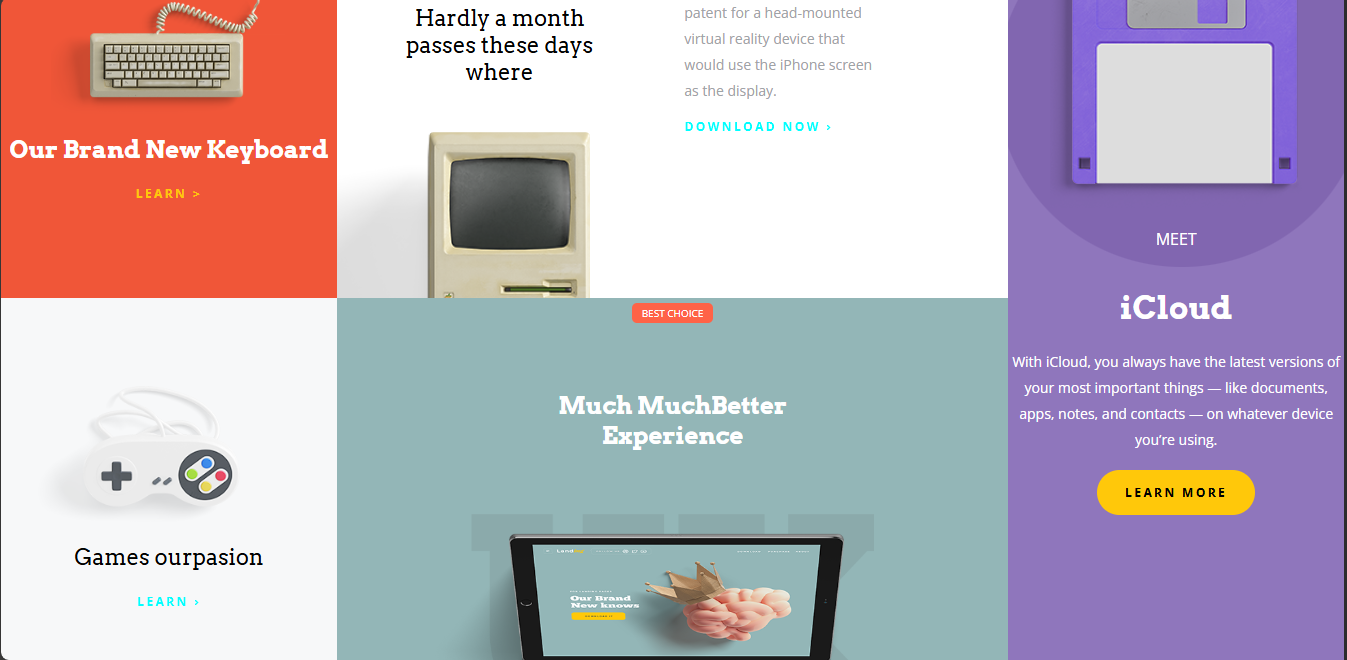 Our Brand New Keyboard
LEARN >
Hardly a month
passes these days
where
patent for a head-mounted
virtual reality device that
would use the iPhone screen
as the display.
DOWNLOAD NOW ›
MEET
iCloud
With iCloud, you always have the latest versions of
your most important things — like documents,
apps, notes, and contacts — on whatever device
you’re using.
LEARN MORE
Games ourpasion
LEARN ›
BEST CHOICE
Much MuchBetter
Experience
Our Brand
New knows